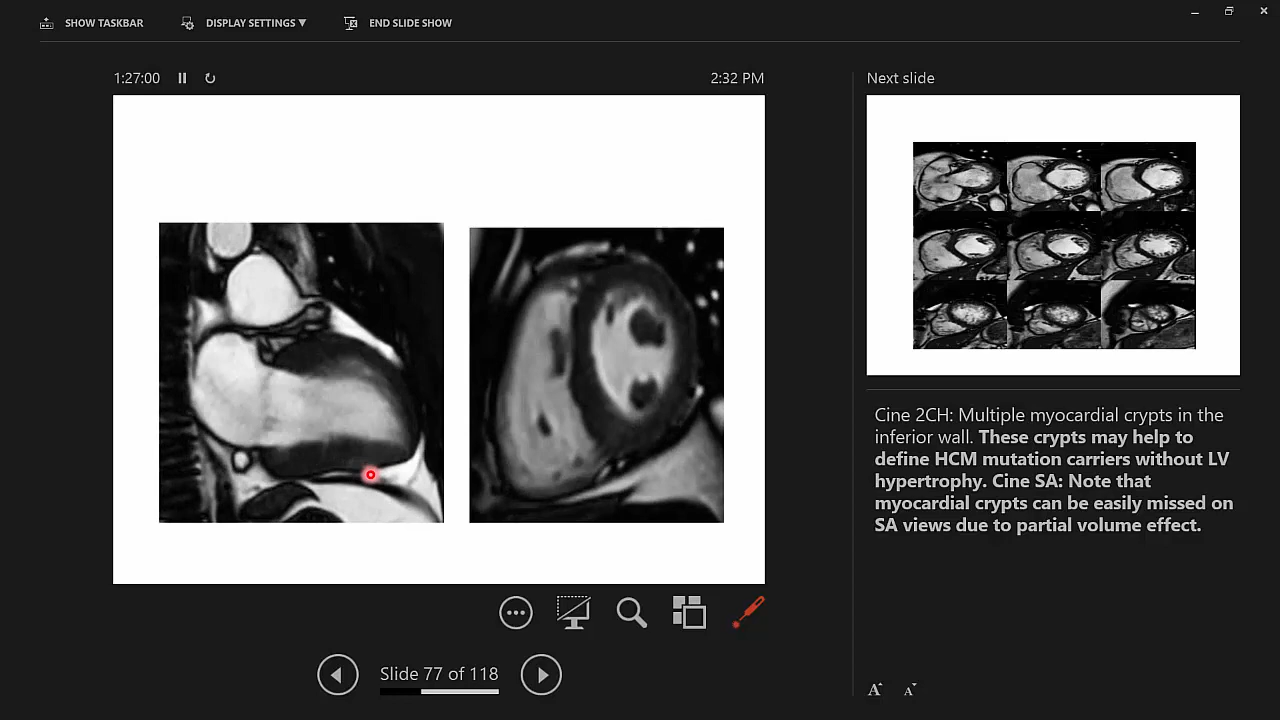 SHOW TASKBAR
DISPLAY SETTINGS ▼
END SLIDE SHOW
1:27:00
2:32 PM
Next slide
Cine 2CH: Multiple myocardial crypts in the
inferior wall. These crypts may help to
define HCM mutation carriers without LV
hypertrophy. Cine SA: Note that
myocardial crypts can be easily missed on
SA views due to partial volume effect.
Slide 77 of 118
A A